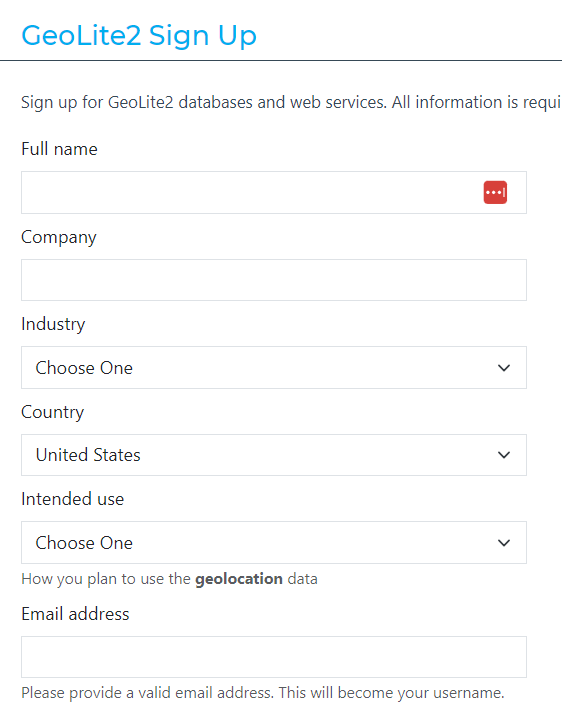 GeoLite2 Sign Up
Sign up for GeoLite2 databases and web services. All information is requi
Full name
Company
Industry
Choose One
Country
United States
Intended use
Choose One
How you plan to use the geolocation data
Email address
Please provide a valid email address. This will become your username.